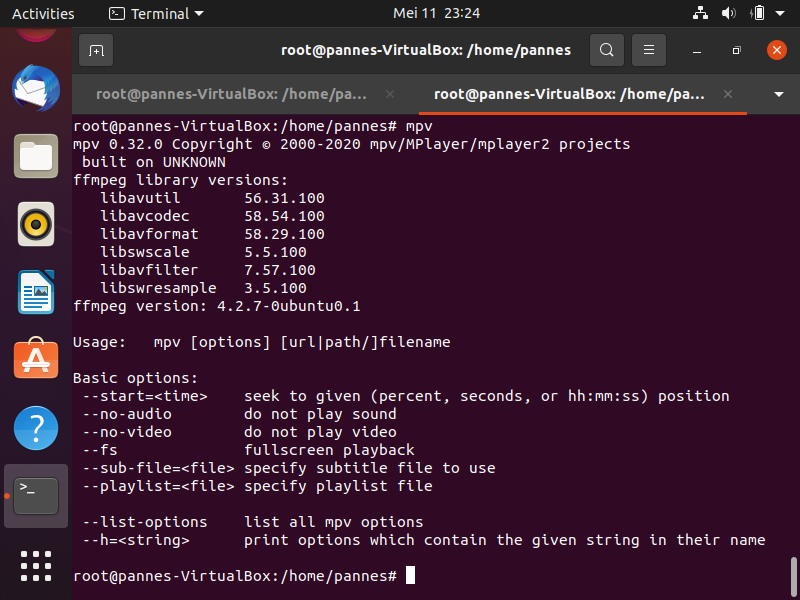 Activities
Terminal
Mei 11 23:24
root@pannes-VirtualBox: /home/pannes
root@pannes-VirtualBox: /home/pa...
root@pannes-VirtualBox: /home/pa...
root@pannes-VirtualBox:/home/pannes# mpv
mpv 0.32.0 Copyright © 2000-2020 mpv/MPlayer/mplayer2 projects
 built on UNKNOWN
ffmpeg library versions:
   libavutil       56.31.100
   libavcodec      58.54.100
   libavformat     58.29.100
   libswscale      5.5.100
   libavfilter     7.57.100
   libswresample   3.5.100
ffmpeg version: 4.2.7-0ubuntu0.1
Usage:   mpv [options] [url|path/]filename
Basic options:
 --start=<time>    seek to given (percent, seconds, or hh:mm:ss) position
 --no-audio        do not play sound
 --no-video        do not play video
 --fs              fullscreen playback
 --sub-file=<file> specify subtitle file to use
 --playlist=<file> specify playlist file
 --list-options    list all mpv options
 --h=<string>      print options which contain the given string in their name
root@pannes-VirtualBox:/home/pannes#